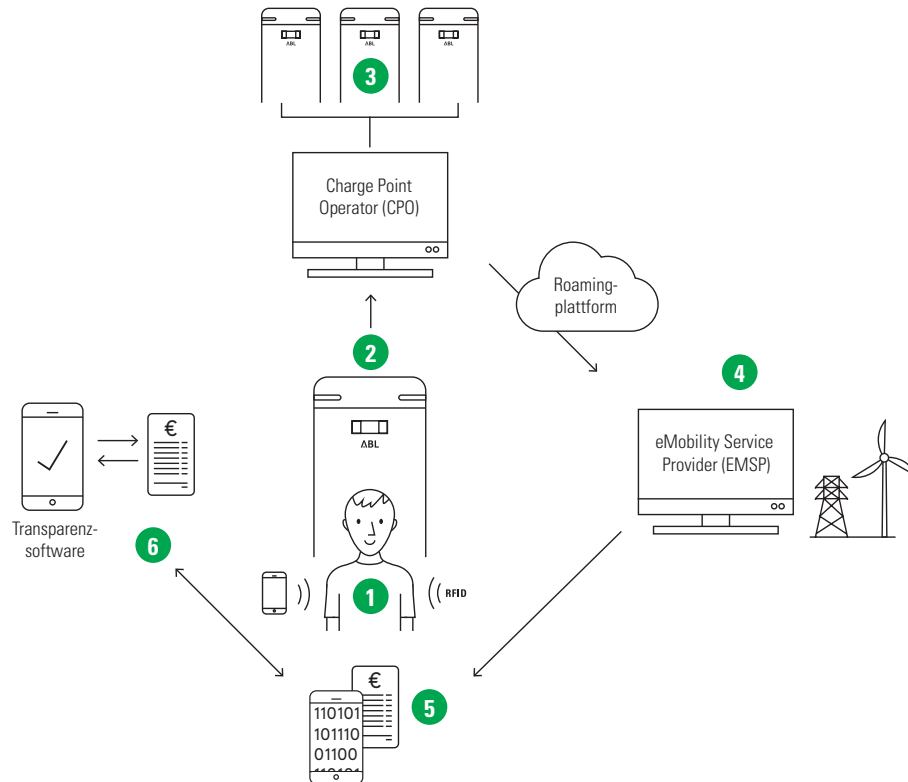 ABL
ABL
ABL
3
Charge Point
Operator (CPO)
Roaming-
plattform
2
4
ABL
eMobility Service
Provider (EMSP)
€
Transparenz-
software
6
1
RFID
€
5
110101
101110
01100